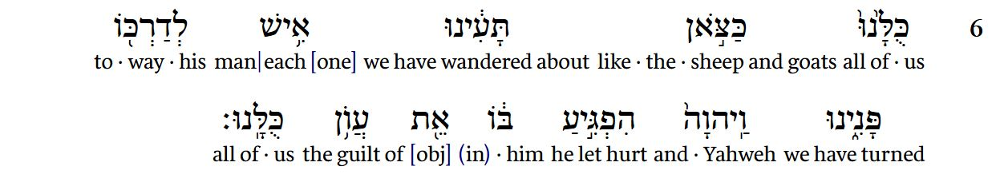 6 כֻּלָּ֙נוּ֙ כַּצֹּ֣אן תָּעִ֔ינוּ אִ֥ישׁ לְדַרְכּ֖וֹ
to · way · his man|each [one] we have wandered about like · the · sheep and goats all of · us
פָּנִ֑ינוּ וַֽיהוָה֙ הִפְגִּ֣יעַ בּ֔וֹ אֵ֖ת עֲוֺ֥ן כֻּלָּֽנוּ׃
all of · us the guilt of [obj] (in) · him he let hurt and · Yahweh we have turned